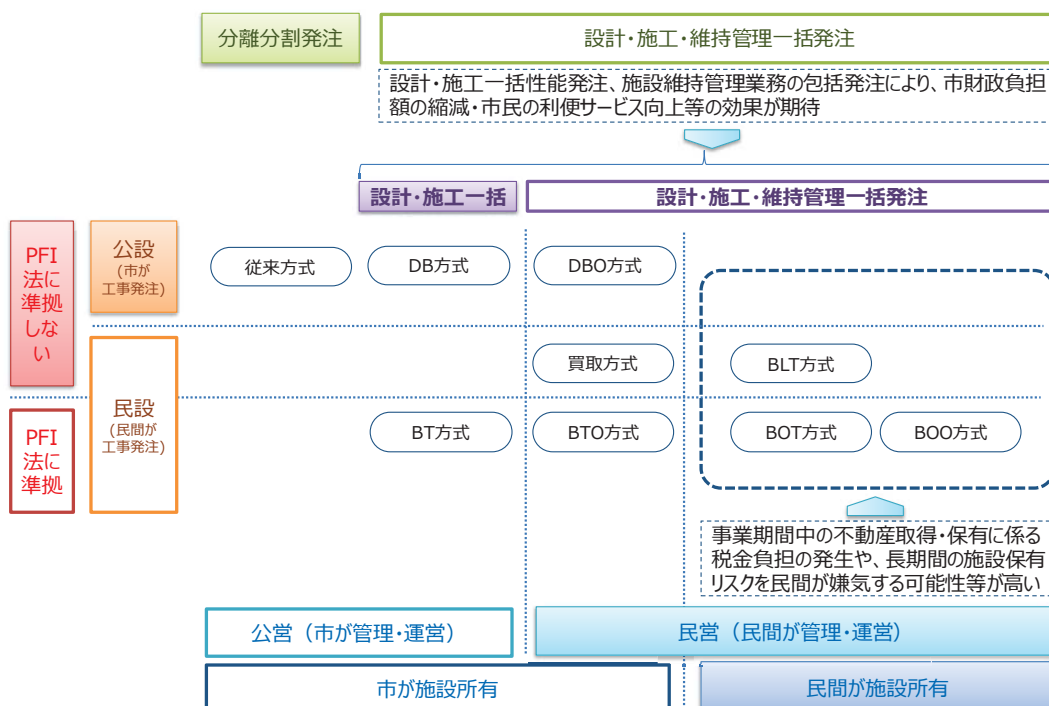 分離分割発注
設計・施工・維持管理一括発注
設計・施工一括性能発注、施設維持管理業務の包括発注により、市財政負担
額の縮減・市民の利便サービス向上等の効果が期待
設計・施工一括
設計・施工・維持管理一括発注
PFI
法に
準拠
しな
い
公設
(市が
工事発注)
従来方式
DB方式
DBO方式
買取方式
BLT方式
民設
(民間が
工事発注)
PFI
法に
準拠
BT方式
BTO方式
BOT方式
BOO方式
事業期間中の不動産取得・保有に係る
税金負担の発生や、長期間の施設保有
リスクを民間が嫌気する可能性等が高い
公営（市が管理・運営）
民営（民間が管理・運営）
市が施設所有
民間が施設所有